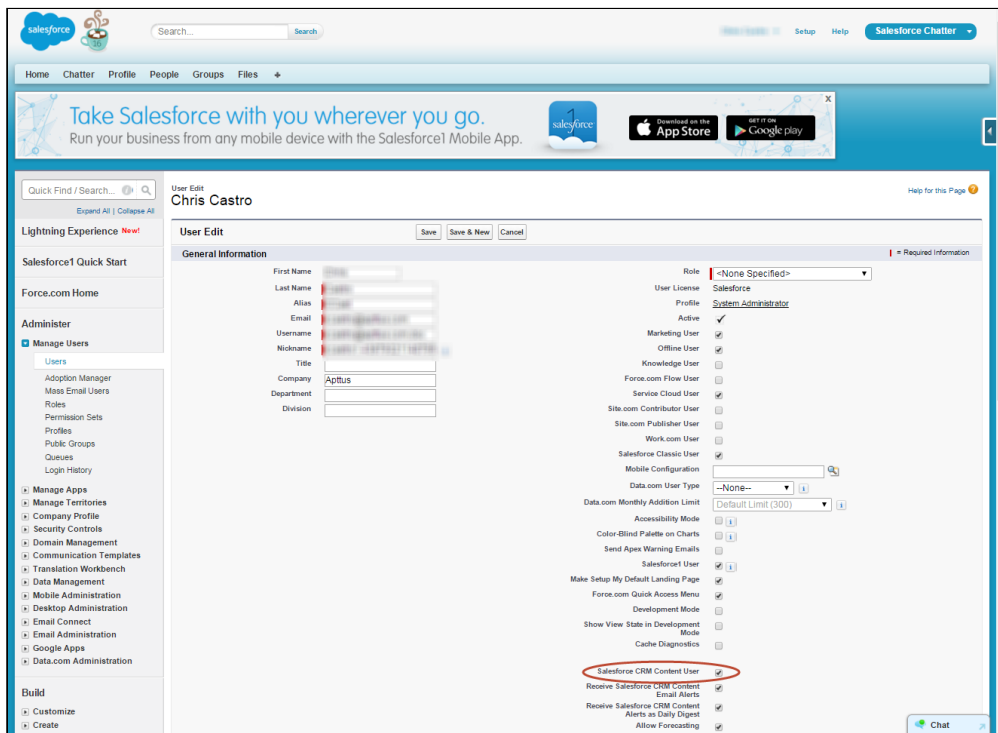 salesforce
16
Search...
Search
Setup
Help
Salesforce Chatter
Home
Chatter
Profile
People
Groups
Files
+
Take Salesforce with you wherever you go.
Run your business from any mobile device with the Salesforce1 Mobile App.
1
salesforce
Download on the
App Store
GET IT ON
Google play
X
Quick Find / Search...
Expand All | Collapse All
Lightning Experience New!
Salesforce1 Quick Start
Force.com Home
Administer
Manage Users
Users
Adoption Manager
Mass Email Users
Roles
Permission Sets
Profiles
Public Groups
Queues
Login History
Manage Apps
Manage Territories
Company Profile
Security Controls
Domain Management
Communication Templates
Translation Workbench
Data Management
Mobile Administration
Desktop Administration
Email Connect
Email Administration
Google Apps
Data.com Administration
Build
Customize
Create
User Edit
Chris Castro
Help for this Page
User Edit
Save
Save & New
Cancel
General Information
= Required Information
First Name
Last Name
Alias
Email
Username
Nickname
Title
Company Apttus
Department
Division
Role <None Specified>
User License Salesforce
Profile System Administrator
Active
Marketing User
Offline User
Knowledge User
Force.com Flow User
Service Cloud User
Site.com Contributor User
Site.com Publisher User
Work.com User
Salesforce Classic User
Mobile Configuration
Data.com User Type --None--
Data.com Monthly Addition Limit Default Limit (300)
Accessibility Mode
Color-Blind Palette on Charts
Send Apex Warning Emails
Salesforce1 User
Make Setup My Default Landing Page
Force.com Quick Access Menu
Development Mode
Show View State in Development
Mode
Cache Diagnostics
Salesforce CRM Content User
Receive Salesforce CRM Content
Email Alerts
Receive Salesforce CRM Content
Alerts as Daily Digest
Allow Forecasting
Chat